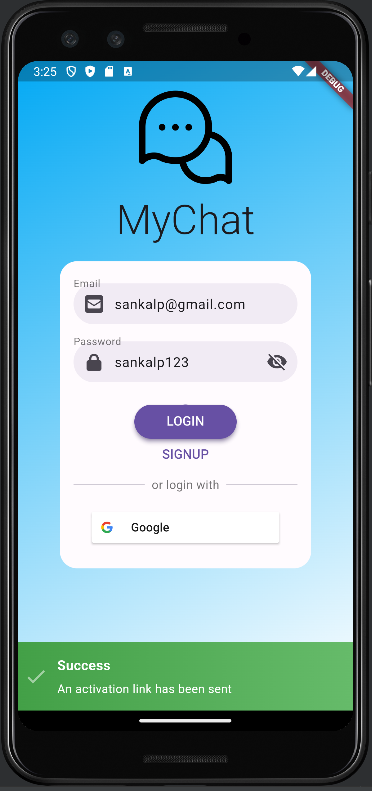 3:25
DEBUG
MyChat
Email
sankalp@gmail.com
Password
sankalp123
LOGIN
SIGNUP
or login with
Google
Success
An activation link has been sent